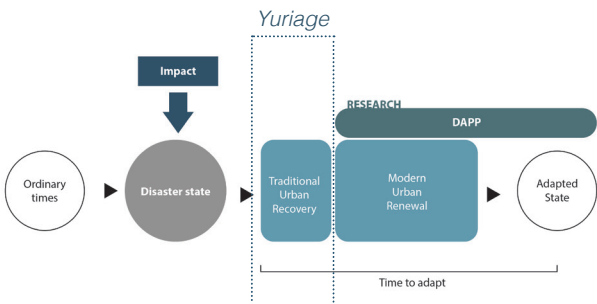 Yuriage
Impact
RESEARCH
DAPP
Ordinary
times
Disaster state
Traditional
Urban
Recovery
Modern
Urban
Renewal
Adapted
State
Time to adapt